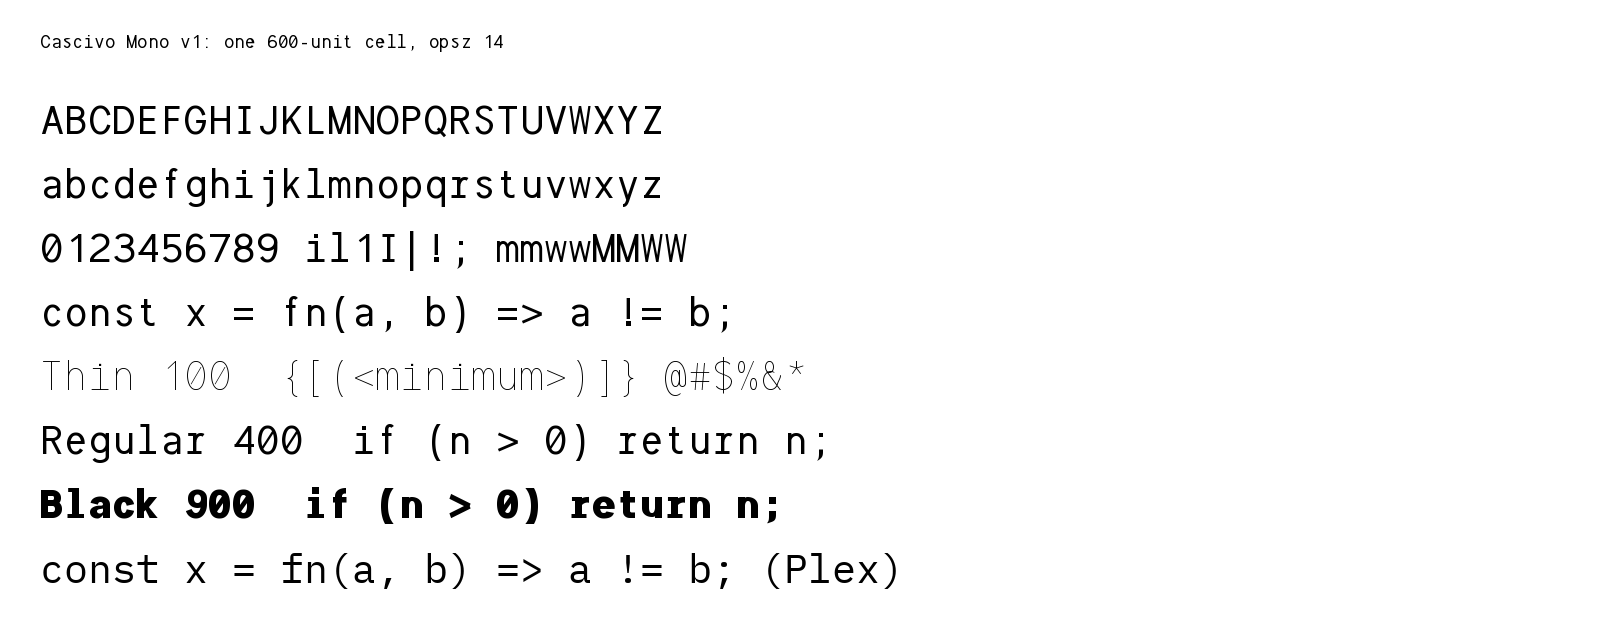 Cascivo Mono v1: one 600-unit cell, opsz 14
ABCDEFGHIJKLMNOPQRSTUVWXYZ
abcdefghijklmnopqrstuvwxyz
0123456789 il1I|!; mmwwMMWW
const x = fn(a, b) => a != b;
Thin 100  {[(<minimum>)]} @#$%&*
Regular 400  if (n > 0) return n;
Black 900  if (n > 0) return n;
const x = fn(a, b) => a != b; (Plex)